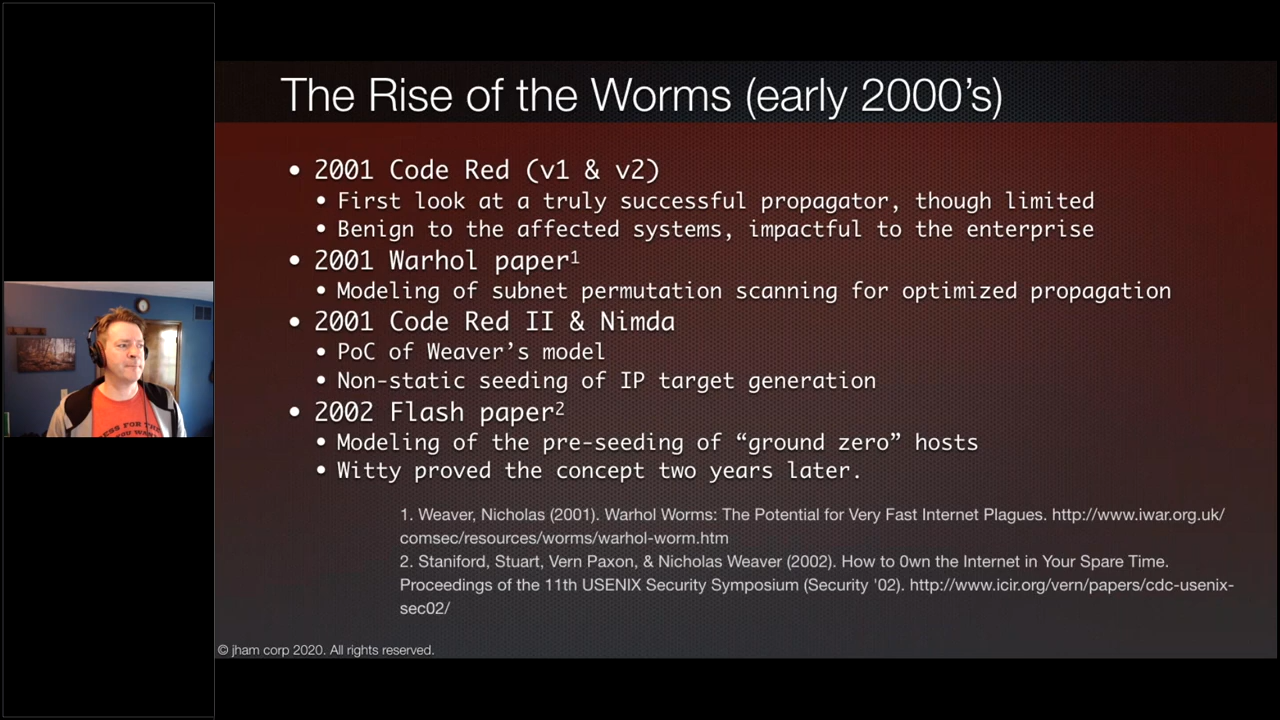 The Rise of the Worms (early 2000's)
• 2001 Code Red (v1 & v2)
• First look at a truly successful propagator, though limited
• Benign to the affected systems, impactful to the enterprise
• 2001 Warhol paper¹
• Modeling of subnet permutation scanning for optimized propagation
• 2001 Code Red II & Nimda
• PoC of Weaver's model
• Non-static seeding of IP target generation
• 2002 Flash paper²
• Modeling of the pre-seeding of “ground zero” hosts
• Witty proved the concept two years later.
1. Weaver, Nicholas (2001). Warhol Worms: The Potential for Very Fast Internet Plagues. http://www.iwar.org.uk/
comsec/resources/worms/warhol-worm.htm
2. Staniford, Stuart, Vern Paxon, & Nicholas Weaver (2002). How to 0wn the Internet in Your Spare Time.
Proceedings of the 11th USENIX Security Symposium (Security '02). http://www.icir.org/vern/papers/cdc-usenix-
sec02/
© jham corp 2020. All rights reserved.